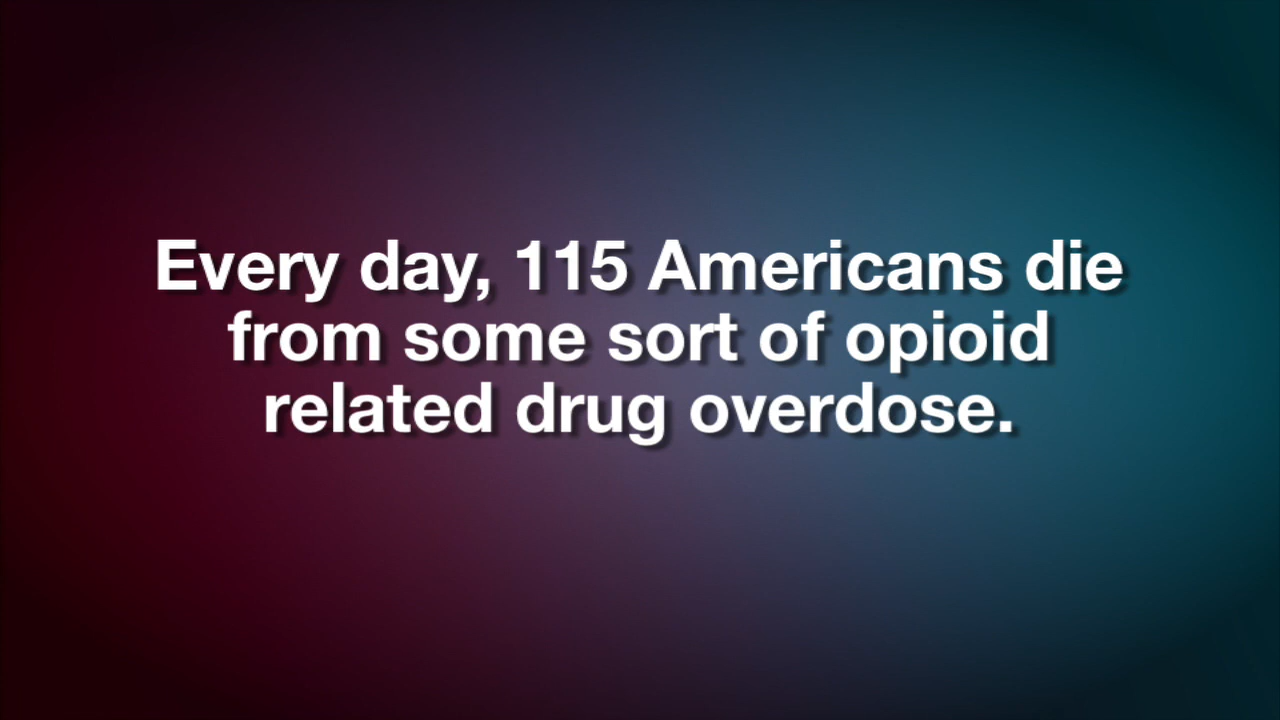 Every day, 115 Americans die
from some sort of opioid
related drug overdose.